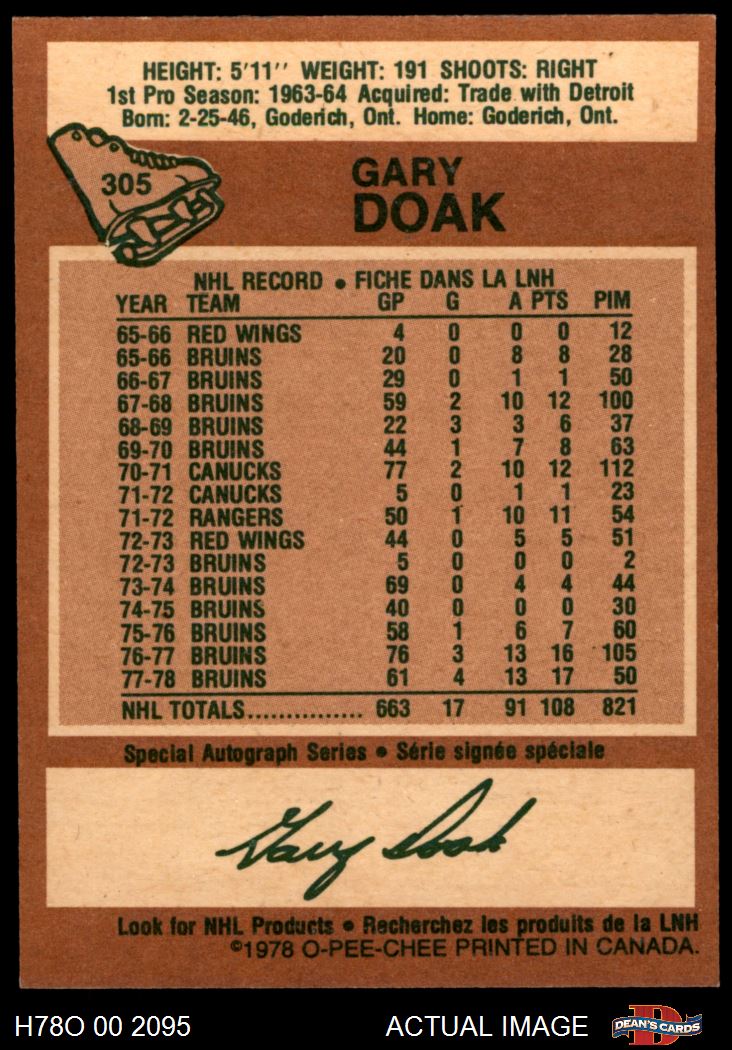 HEIGHT: 5'11'' WEIGHT: 191 SHOOTS: RIGHT
1st Pro Season: 1963-64 Acquired: Trade with Detroit
Born: 2-25-46, Goderich, Ont. Home: Goderich, Ont.
305
GARY
DOAK
NHL RECORD • FICHE DANS LA LNH
YEAR TEAM GP G A PTS PIM
65-66 RED WINGS 4 0 0 0 12
65-66 BRUINS 20 0 8 8 28
66-67 BRUINS 29 0 1 1 50
67-68 BRUINS 59 2 10 12 100
68-69 BRUINS 22 3 3 6 37
69-70 BRUINS 44 1 7 8 63
70-71 CANUCKS 77 2 10 12 112
71-72 CANUCKS 5 0 1 1 23
71-72 RANGERS 50 1 10 11 54
72-73 RED WINGS 44 0 5 5 51
72-73 BRUINS 5 0 0 0 2
73-74 BRUINS 69 0 4 4 44
74-75 BRUINS 40 0 0 0 30
75-76 BRUINS 58 1 6 7 60
76-77 BRUINS 76 3 13 16 105
77-78 BRUINS 61 4 13 17 50
NHL TOTALS............... 663 17 91 108 821
Special Autograph Series • Série signée spéciale
Gary Doak
Look for NHL Products • Recherchez les produits de la LNH
©1978 O-PEE-CHEE PRINTED IN CANADA.
H78O 00 2095 ACTUAL IMAGE D DEAN'S CARDS